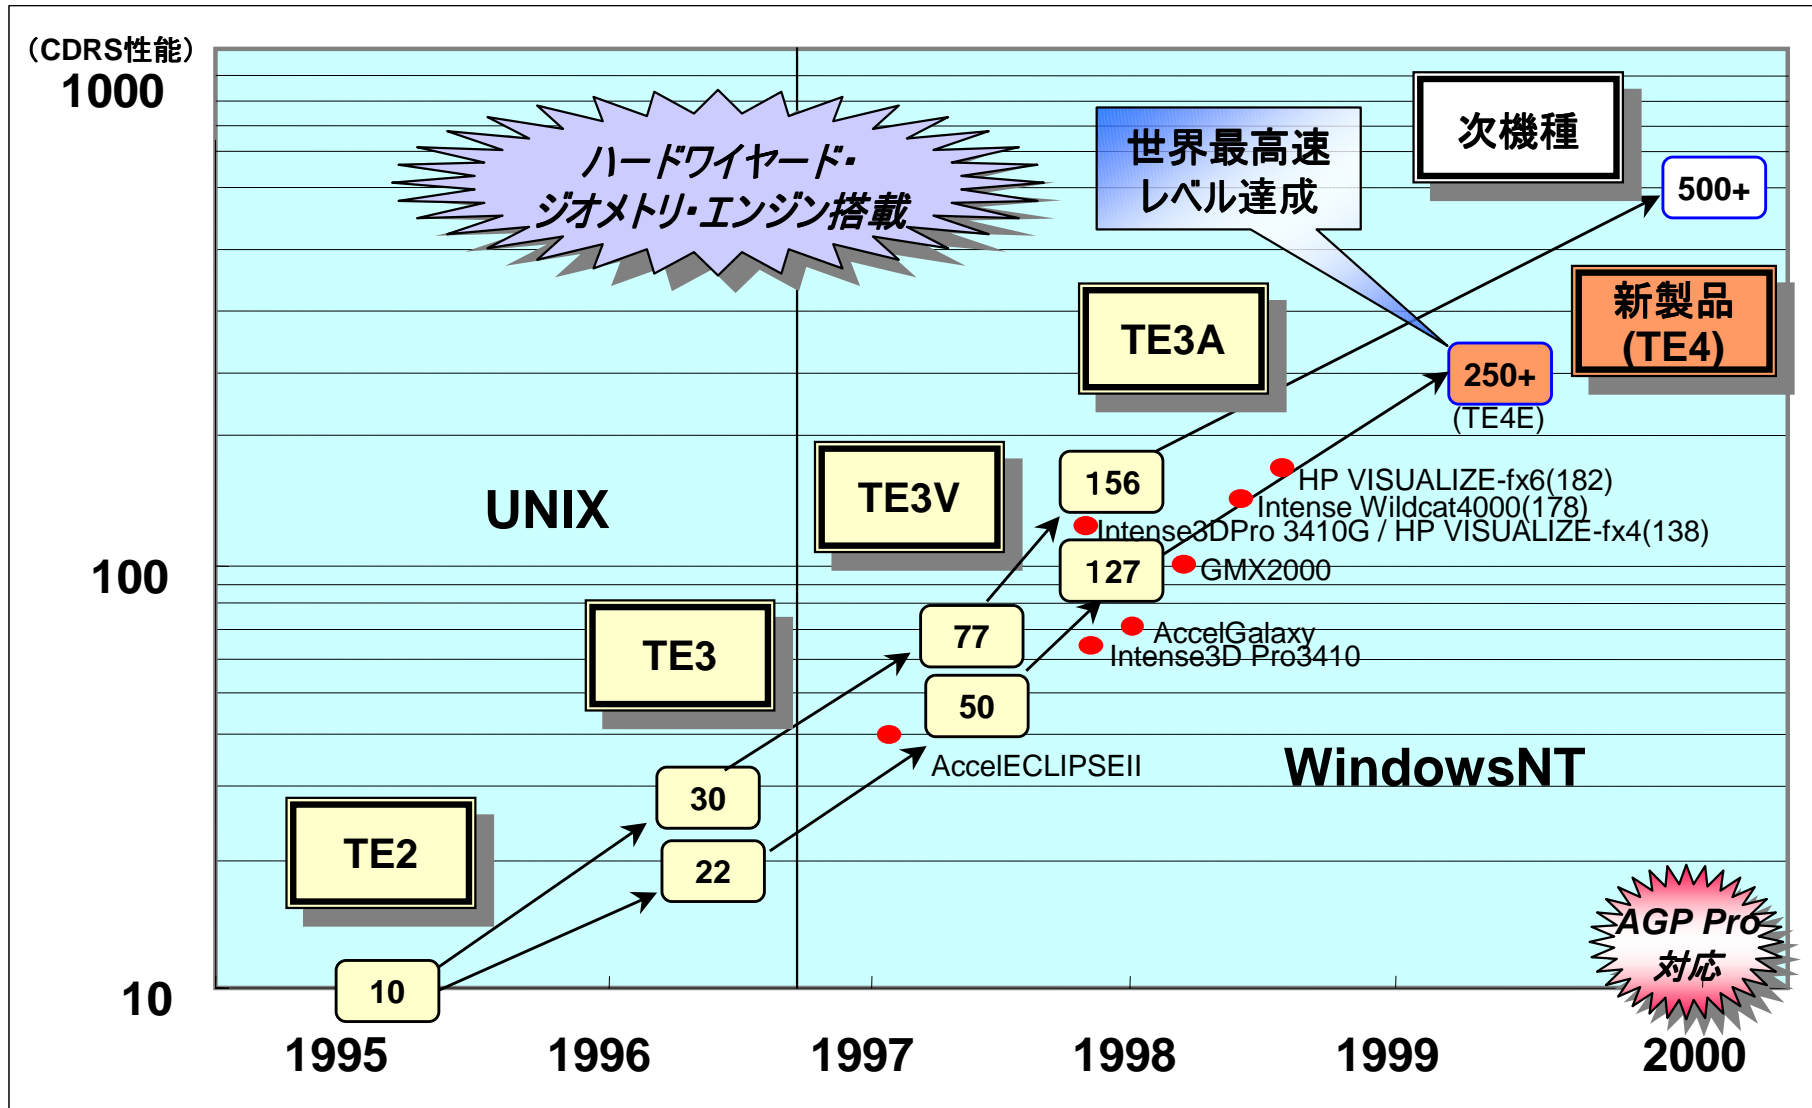 （CDRS性能）
1000
100
10
ハードワイヤード・
ジオメトリ・エンジン搭載
世界最高速
レベル達成
次機種
500+
新製品
(TE4)
TE3A
250+
(TE4E)
TE3V
156
HP VISUALIZE-fx6(182)
Intense Wildcat4000(178)
Intense3DPro 3410G / HP VISUALIZE-fx4(138)
UNIX
127
GMX2000
TE3
77
AccelGalaxy
Intense3D Pro3410
50
AccelECLIPSEII
WindowsNT
30
TE2
22
AGP Pro
対応
10
1995
1996
1997
1998
1999
2000